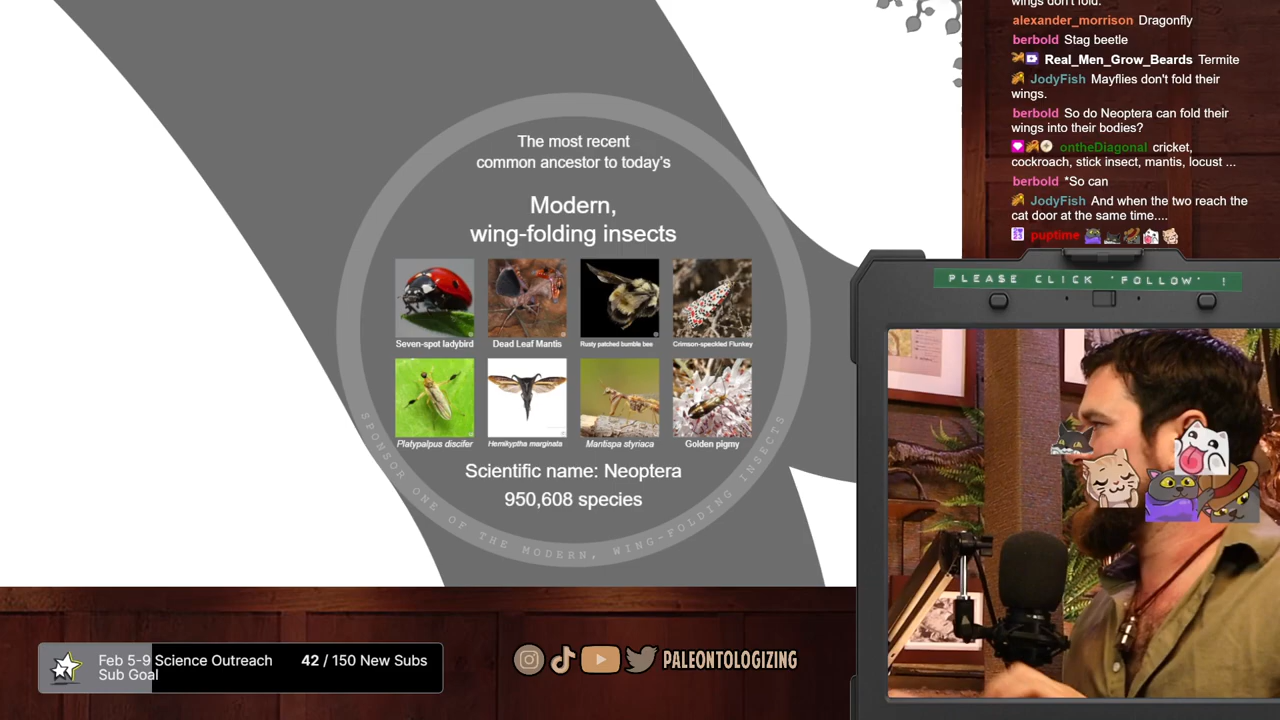 The most recent
common ancestor to today's
Modern,
wing-folding insects
Seven-spot ladybird
Dead Leaf Mantis
Rusty patched bumble bee
Crimson-speckled Flunkey
Platypalpus discifer
Hemikyptha marginata
Mantispa styriaca
Golden pigmy
Scientific name: Neoptera
950,608 species
SPONSOR ONE OF THE MODERN, WING-FOLDING INSECTS
wings don't fold.
alexander_morrison Dragonfly
berbold Stag beetle
Real_Men_Grow_Beards Termite
JodyFish Mayflies don't fold their
wings.
berbold So do Neoptera can fold their
wings into their bodies?
ontheDiagonal cricket,
cockroach, stick insect, mantis, locust ...
berbold *So can
JodyFish And when the two reach the
cat door at the same time....
puptime
PLEASE CLICK 'FOLLOW' !
Feb 5-9 Science Outreach
Sub Goal
42 / 150 New Subs
PALEONTOLOGIZING